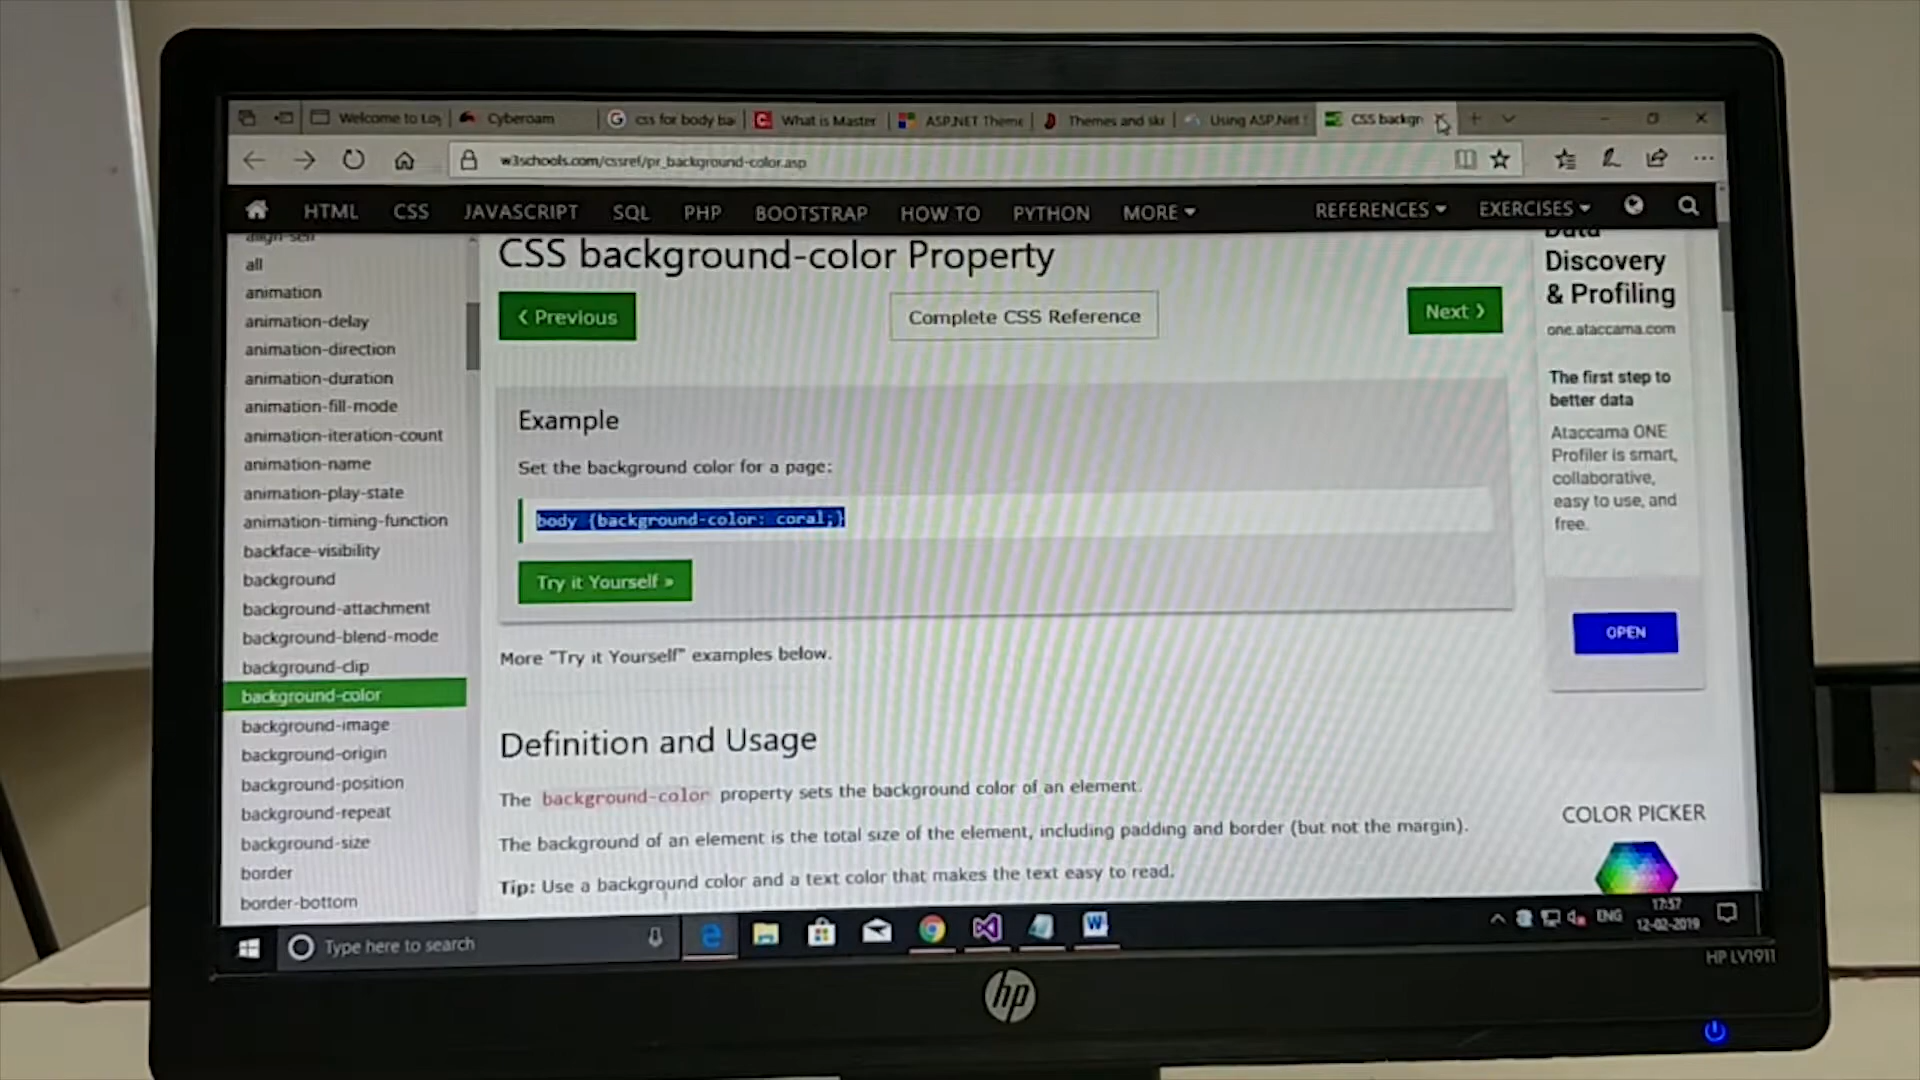 Welcome to Loy
Cyberoam
css for body ba
What is Master
ASP.NET Theme
Themes and ski
Using ASP.Net
CSS backgr
w3schools.com/cssref/pr_background-color.asp
HTML CSS JAVASCRIPT SQL PHP BOOTSTRAP HOW TO PYTHON MORE REFERENCES EXERCISES
align-self
all
animation
animation-delay
animation-direction
animation-duration
animation-fill-mode
animation-iteration-count
animation-name
animation-play-state
animation-timing-function
backface-visibility
background
background-attachment
background-blend-mode
background-clip
background-color
background-image
background-origin
background-position
background-repeat
background-size
border
border-bottom
CSS background-color Property
❮ Previous
Complete CSS Reference
Next ❯
Example
Set the background color for a page:
body {background-color: coral;}
Try it Yourself »
More "Try it Yourself" examples below.
Definition and Usage
The background-color property sets the background color of an element.
The background of an element is the total size of the element, including padding and border (but not the margin).
Tip: Use a background color and a text color that makes the text easy to read.
Data
Discovery
& Profiling
one.ataccama.com
The first step to
better data
Ataccama ONE
Profiler is smart,
collaborative,
easy to use, and
free.
OPEN
COLOR PICKER
Type here to search
ENG
17:57
12-02-2019
HP LV1911
hp